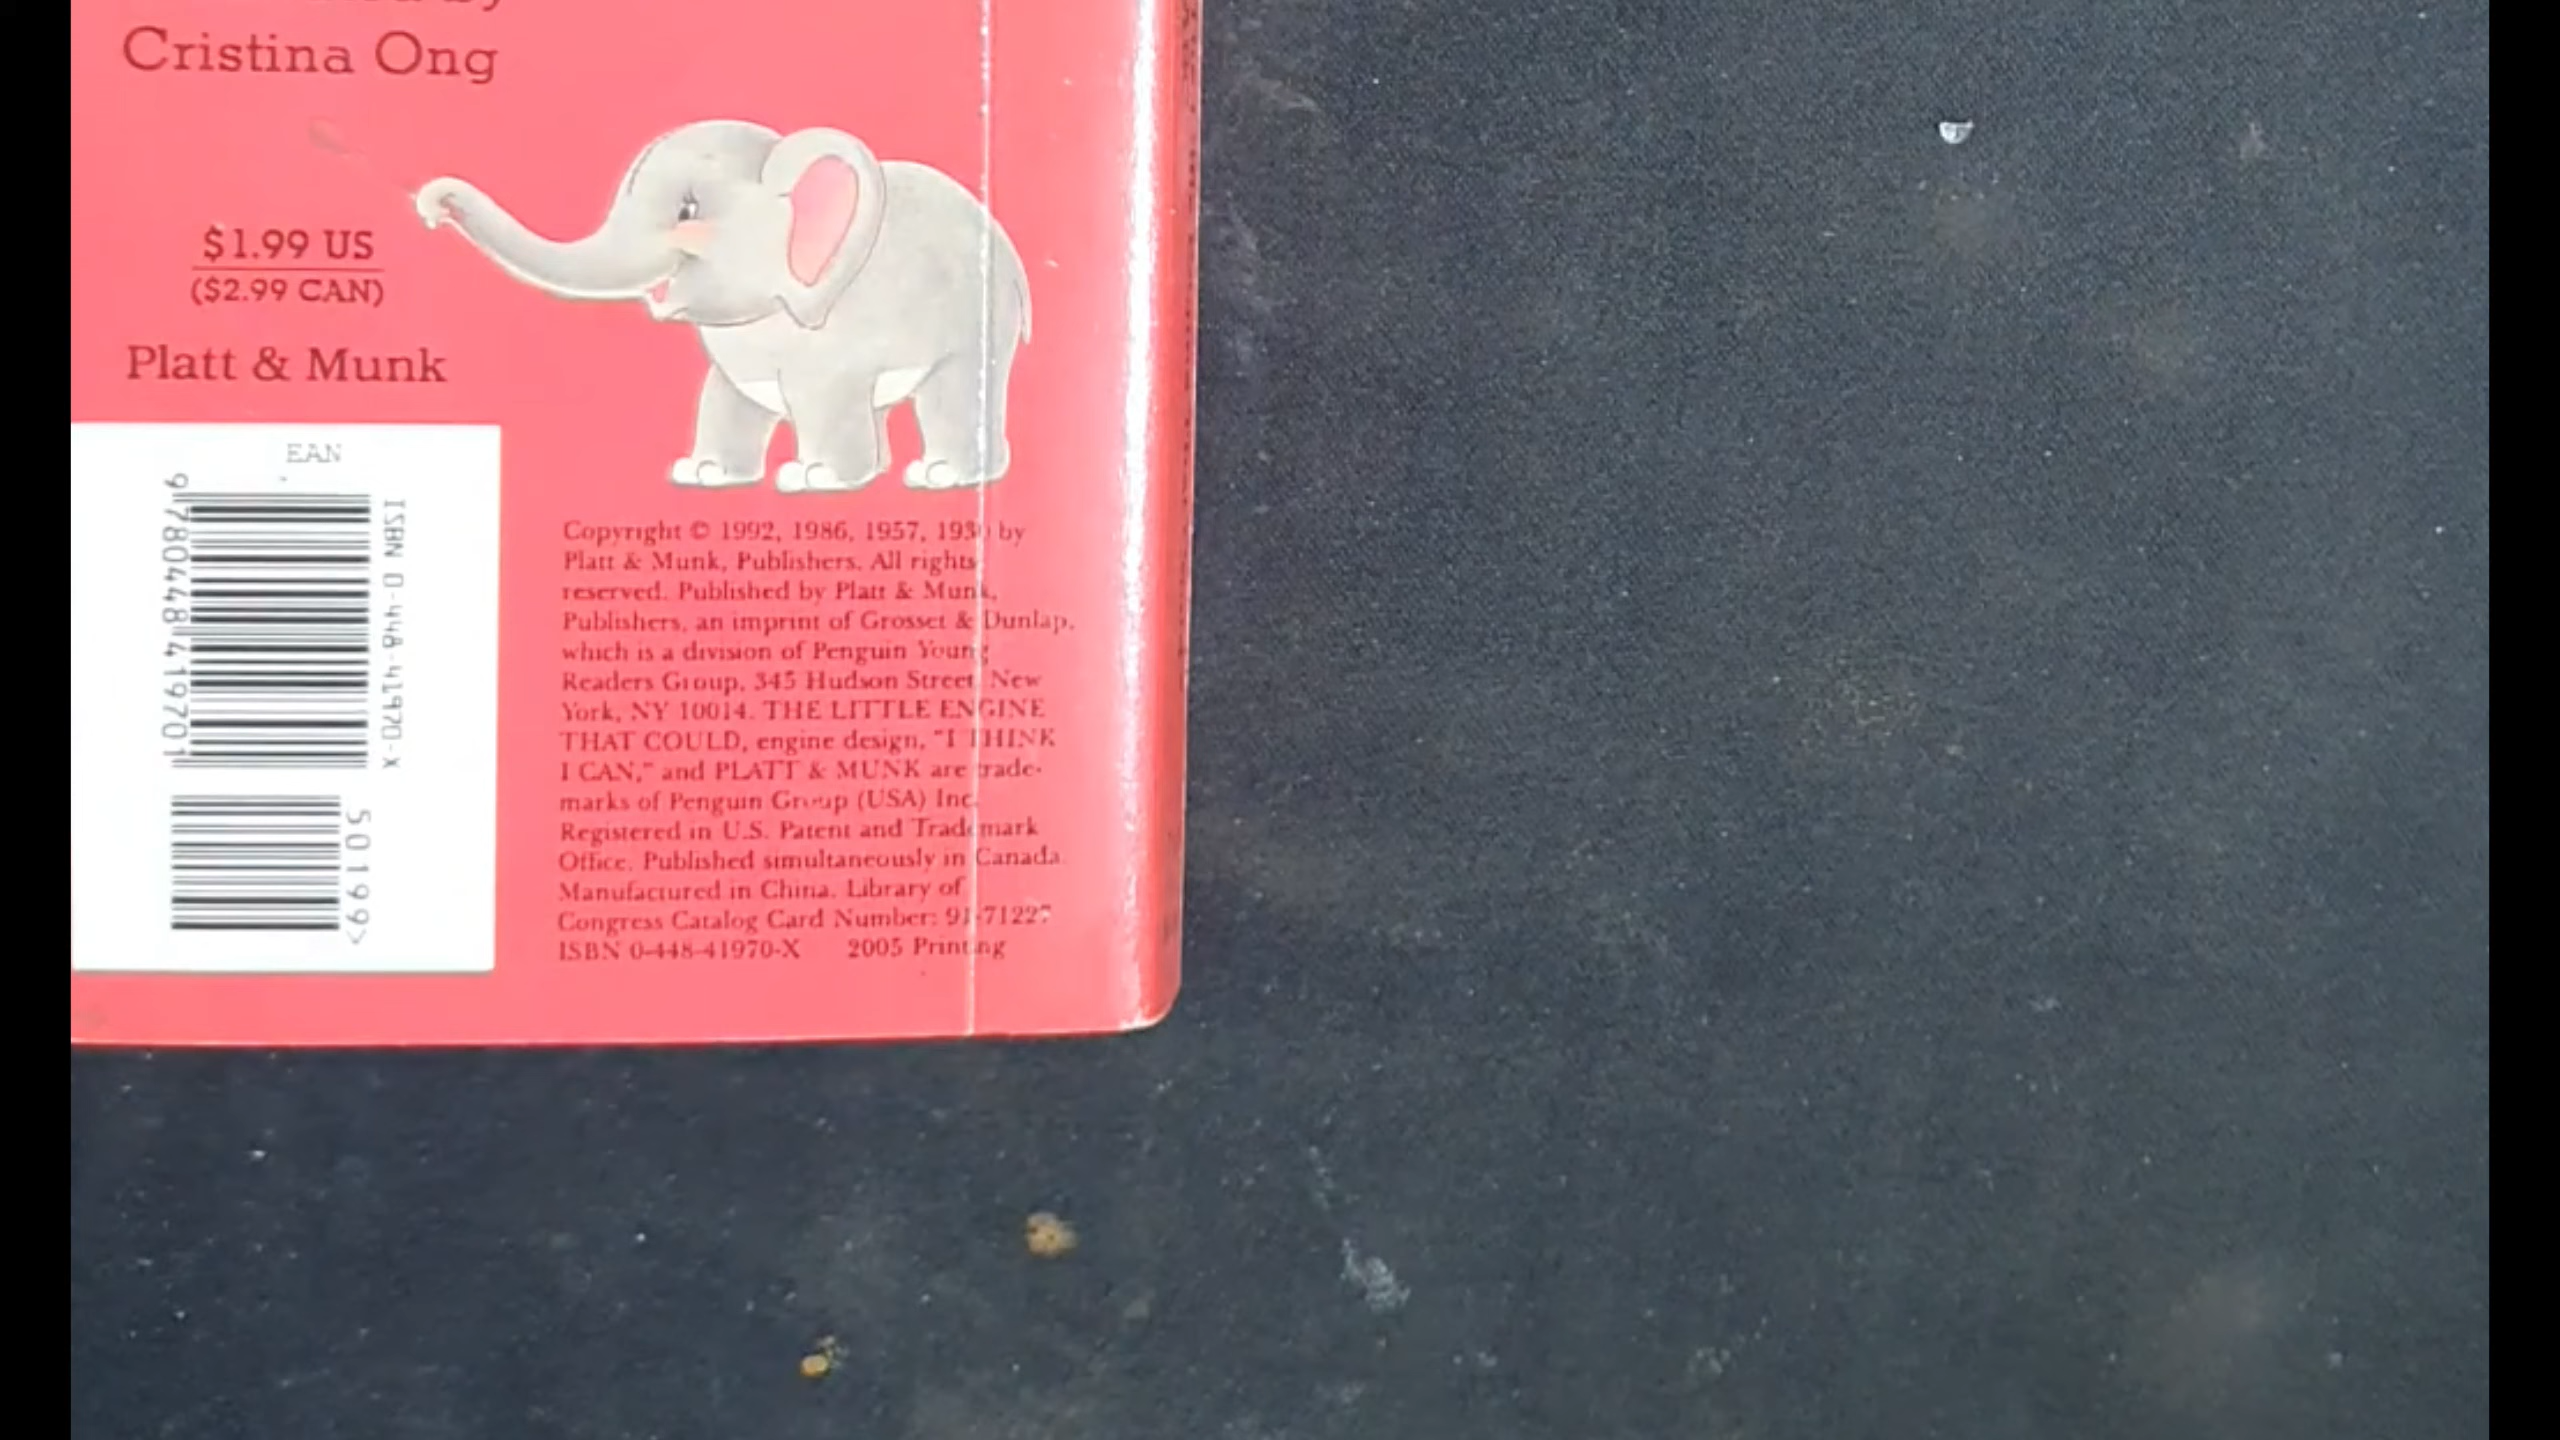 Cristina Ong
$1.99 US
($2.99 CAN)
Platt & Munk
EAN
9 780448 419701
ISBN 0-448-41970-X
50199>
Copyright © 1992, 1986, 1957, 1930 by
Platt & Munk, Publishers. All rights
reserved. Published by Platt & Munk,
Publishers, an imprint of Grosset & Dunlap,
which is a division of Penguin Young
Readers Group, 345 Hudson Street, New
York, NY 10014. THE LITTLE ENGINE
THAT COULD, engine design, "I THINK
I CAN," and PLATT & MUNK are trade-
marks of Penguin Group (USA) Inc.
Registered in U.S. Patent and Trademark
Office. Published simultaneously in Canada.
Manufactured in China. Library of
Congress Catalog Card Number: 91-71227
ISBN 0-448-41970-X 2005 Printing